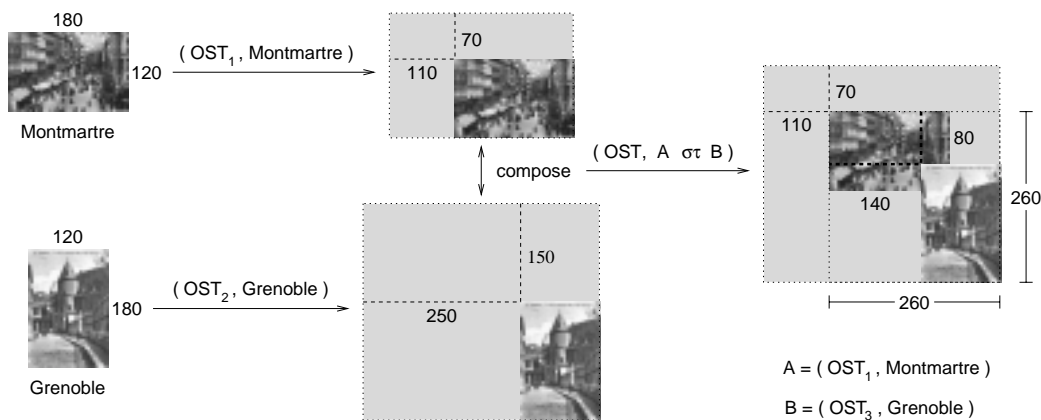 180
120
Montmartre
( OST₁ , Montmartre )
70
110
compose
120
180
Grenoble
( OST₂ , Grenoble )
150
250
( OST, A στ B )
70
110
80
140
260
260
A = ( OST₁ , Montmartre )
B = ( OST₃ , Grenoble )